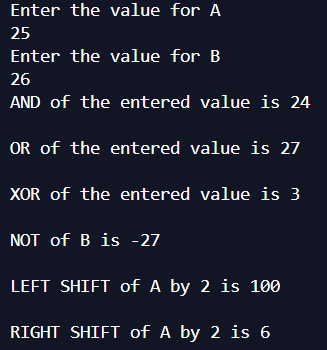 Enter the value for A
25
Enter the value for B
26
AND of the entered value is 24
OR of the entered value is 27
XOR of the entered value is 3
NOT of B is -27
LEFT SHIFT of A by 2 is 100
RIGHT SHIFT of A by 2 is 6